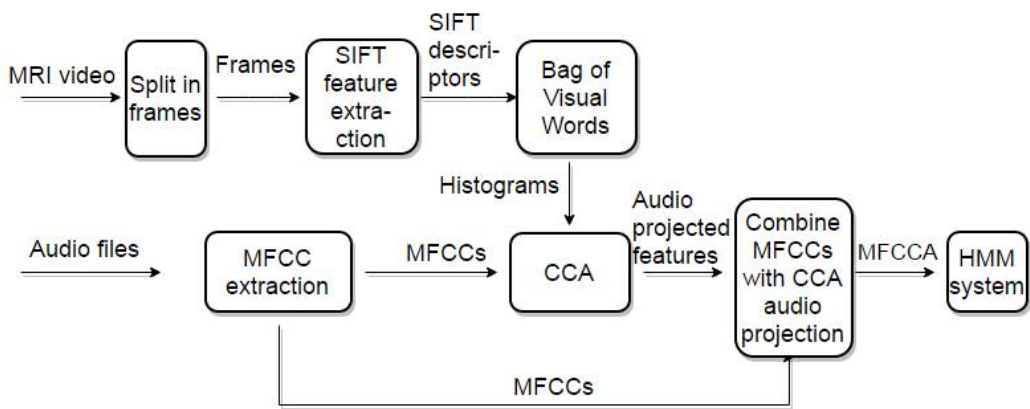 MRI video
Split in
frames
Frames
SIFT
feature
extra-
ction
SIFT
descri-
ptors
Bag of
Visual
Words
Histograms
Audio files
MFCC
extraction
MFCCs
CCA
Audio
projected
features
Combine
MFCCs
with CCA
audio
projection
MFCCA
HMM
system
MFCCs